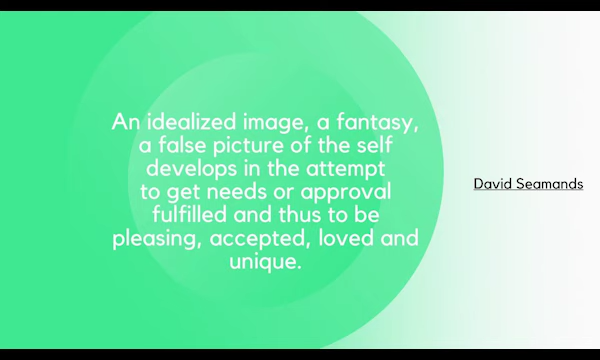 An idealized image, a fantasy,
a false picture of the self
develops in the attempt
to get needs or approval
fulfilled and thus to be
pleasing, accepted, loved and
unique.
David Seamands